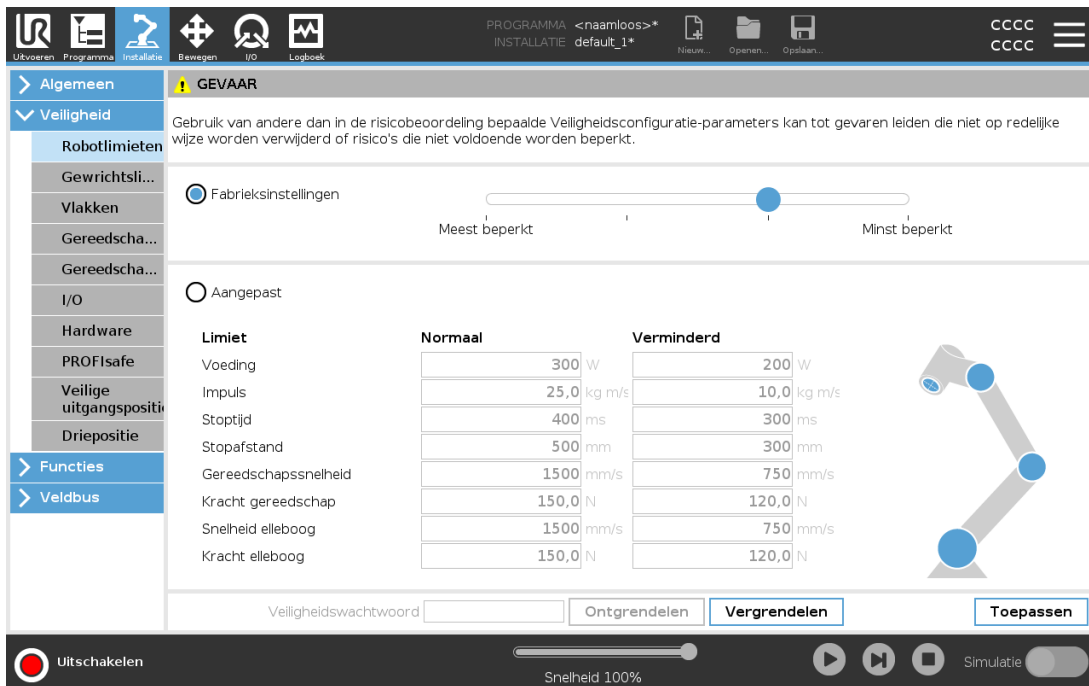 PROGRAMMA <naamloos>*
INSTALLATIE default_1*
Nieuw... Openen... Opslaan...
CCCC
CCCC
Uitvoeren Programma Installatie Bewegen I/O Logboek
Algemeen
Veiligheid
Robotlimieten
Gewrichtsli...
Vlakken
Gereedscha...
Gereedscha...
I/O
Hardware
PROFIsafe
Veilige
uitgangspositi
Driepositie
Functies
Veldbus
GEVAAR
Gebruik van andere dan in de risicobeoordeling bepaalde Veiligheidsconfiguratie-parameters kan tot gevaren leiden die niet op redelijke
wijze worden verwijderd of risico's die niet voldoende worden beperkt.
Fabrieksinstellingen
Meest beperkt Minst beperkt
Aangepast
Limiet Normaal Verminderd
Voeding 300 W 200 W
Impuls 25,0 kg m/s 10,0 kg m/s
Stoptijd 400 ms 300 ms
Stopafstand 500 mm 300 mm
Gereedschapssnelheid 1500 mm/s 750 mm/s
Kracht gereedschap 150,0 N 120,0 N
Snelheid elleboog 1500 mm/s 750 mm/s
Kracht elleboog 150,0 N 120,0 N
Veiligheidswachtwoord Ontgrendelen Vergrendelen Toepassen
Uitschakelen
Snelheid 100%
Simulatie